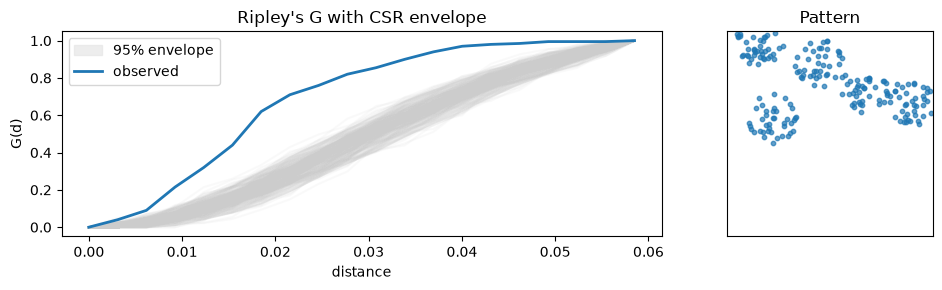 Ripley's G with CSR envelope
Pattern
95% envelope
observed
G(d)
1.0
0.8
0.6
0.4
0.2
0.0
0.00 0.01 0.02 0.03 0.04 0.05 0.06
distance